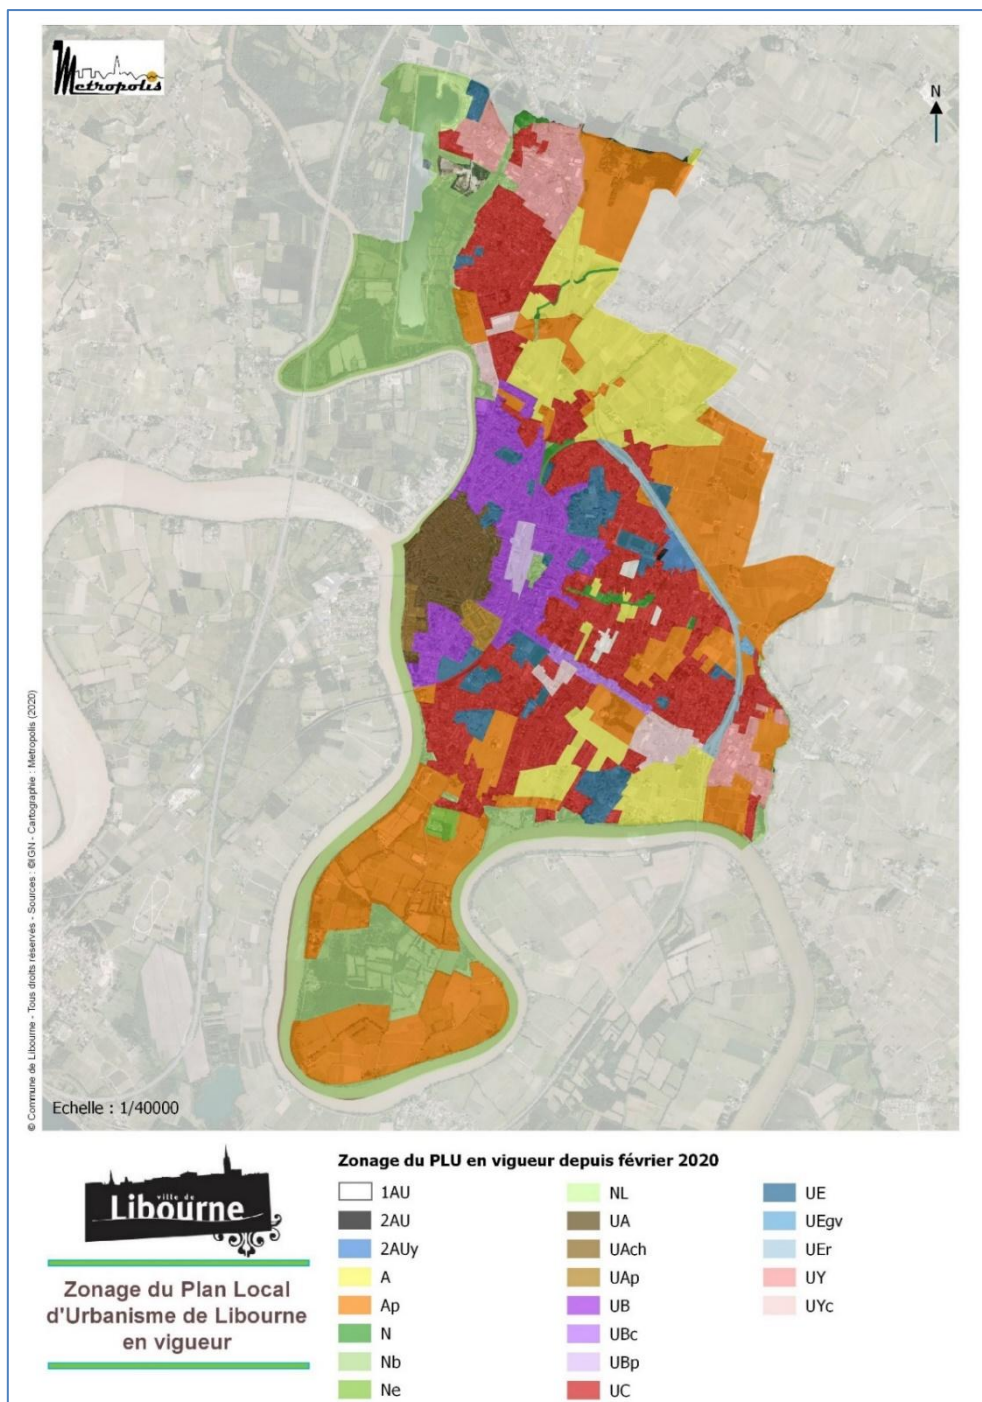 Metropolis
N
© Commune de Libourne - Tous droits réservés - Sources : ©IGN - Cartographie : Metropolis (2020)
Echelle : 1/40000
ville de
Libourne
Zonage du Plan Local
d'Urbanisme de Libourne
en vigueur
Zonage du PLU en vigueur depuis février 2020
1AU
2AU
2AUy
A
Ap
N
Nb
Ne
NL
UA
UAch
UAp
UB
UBc
UBp
UC
UE
UEgv
UEr
UY
UYc